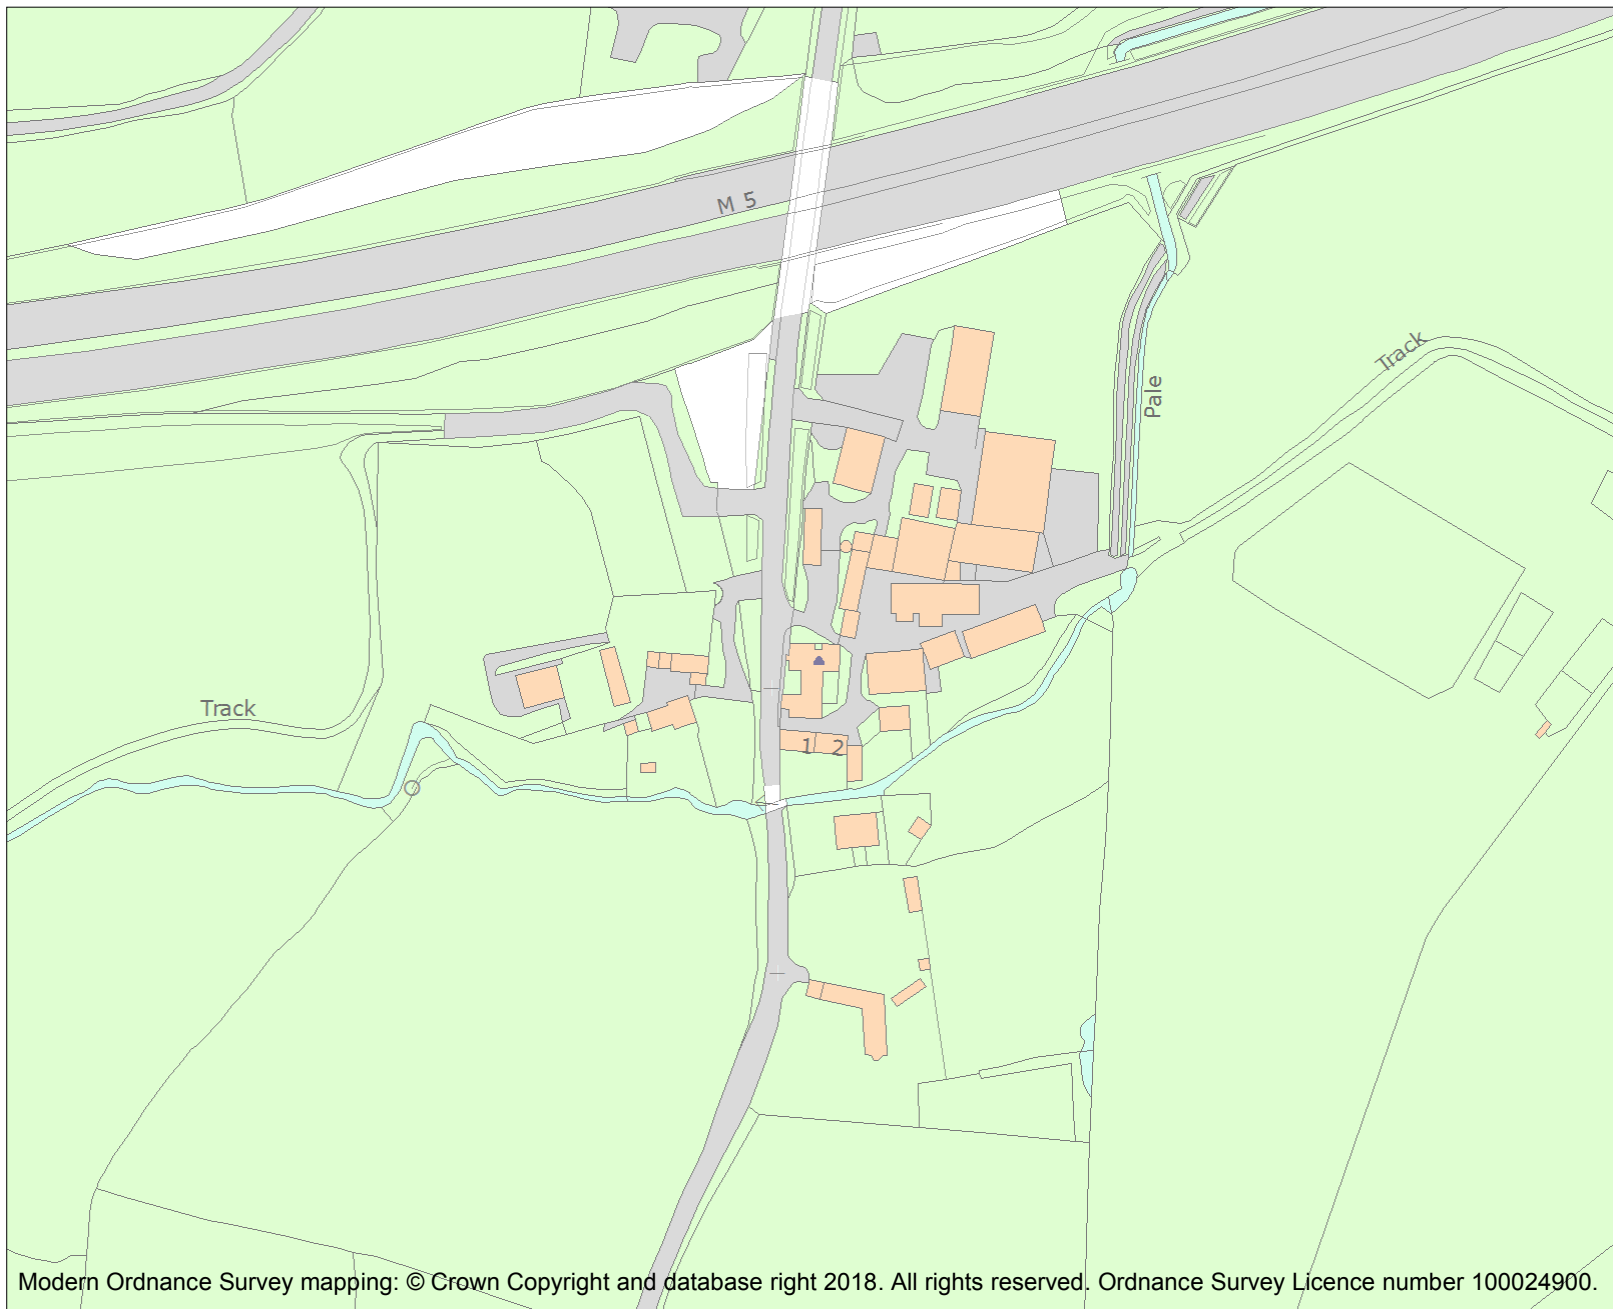 M 5
Track
Pale
Track
1 2
Modern Ordnance Survey mapping: © Crown Copyright and database right 2018. All rights reserved. Ordnance Survey Licence number 100024900.